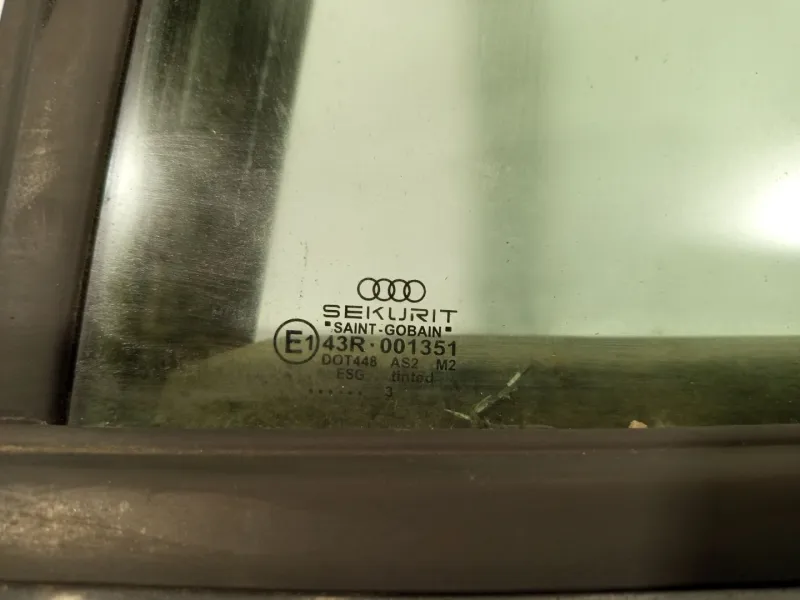 SEKURIT
SAINT-GOBAIN
E1 43R-001351
DOT448 AS2 M2
ESG tinted
...... 3